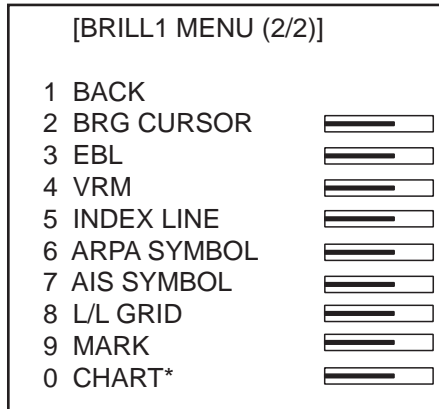 [BRILL1 MENU (2/2)]
1 BACK
2 BRG CURSOR
3 EBL
4 VRM
5 INDEX LINE
6 ARPA SYMBOL
7 AIS SYMBOL
8 L/L GRID
9 MARK
0 CHART*